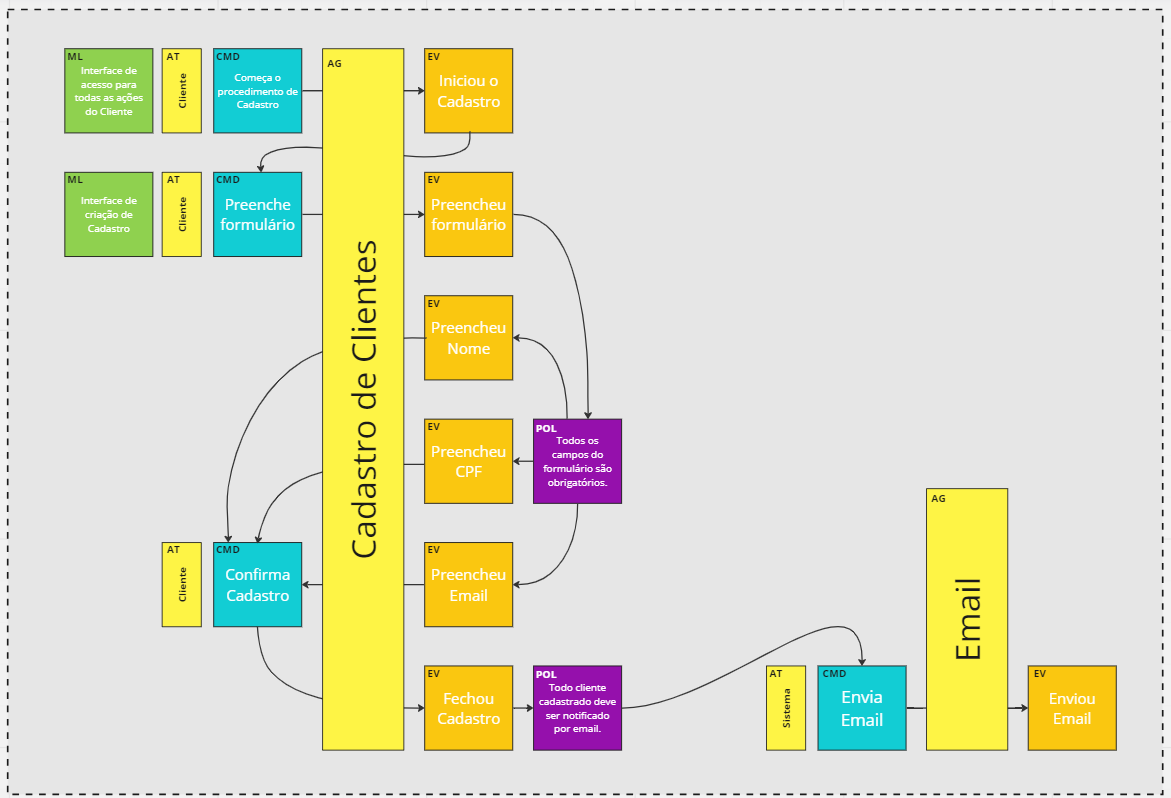 ML
Interface de
acesso para
todas as ações
do Cliente
AT
Cliente
CMD
Começa o
procedimento de
Cadastro
AG
Cadastro de Clientes
EV
Iniciou o
Cadastro
ML
Interface de
criação de
Cadastro
AT
Cliente
CMD
Preenche
formulário
EV
Preencheu
formulário
EV
Preencheu
Nome
EV
Preencheu
CPF
POL
Todos os
campos do
formulário são
obrigatórios.
AT
Cliente
CMD
Confirma
Cadastro
EV
Preencheu
Email
EV
Fechou
Cadastro
POL
Todo cliente
cadastrado deve
ser notificado
por email.
AT
Sistema
CMD
Envia
Email
AG
Email
EV
Enviou
Email